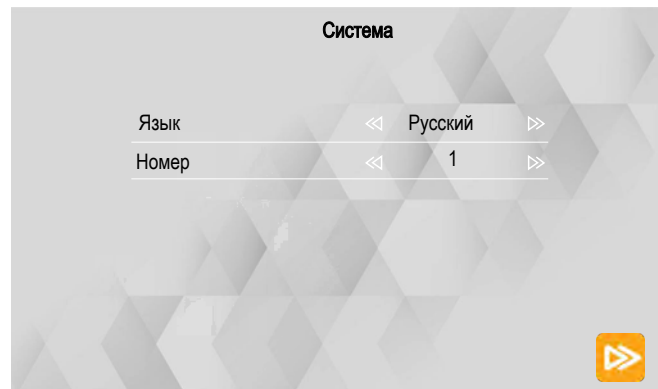 Система
Язык Русский
Номер 1